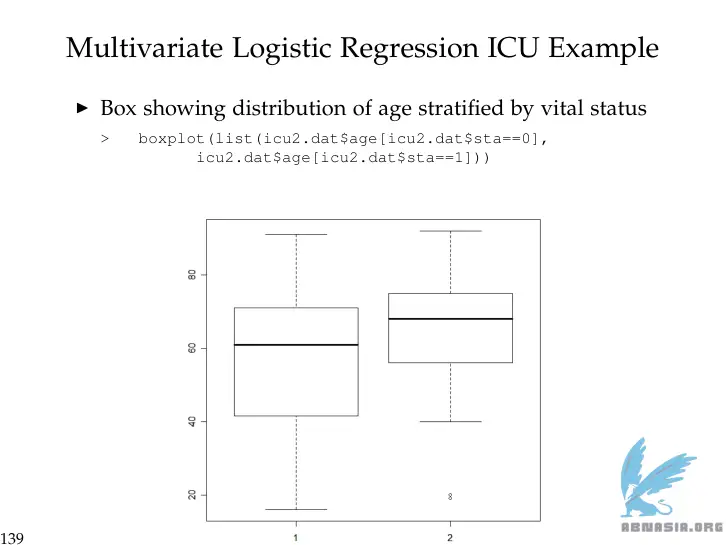 Multivariate Logistic Regression ICU Example
▶ Box showing distribution of age stratified by vital status
> boxplot(list(icu2.dat$age[icu2.dat$sta==0],
icu2.dat$age[icu2.dat$sta==1]))
80
60
40
20
1 2
ABMASIA.ORG
139